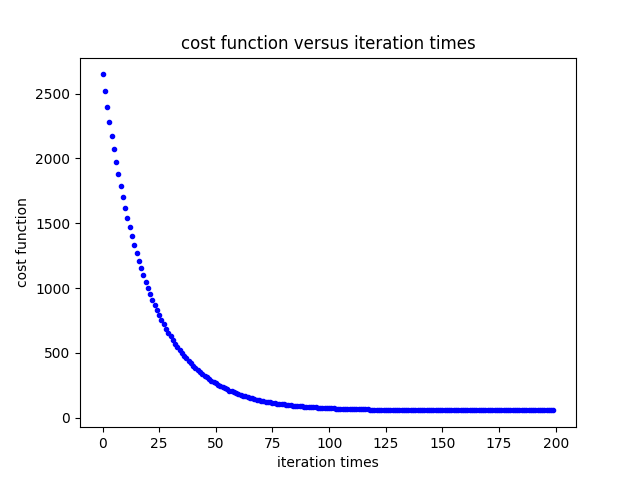 cost function versus iteration times
2500
2000
1500
1000
500
0
cost function
0 25 50 75 100 125 150 175 200
iteration times